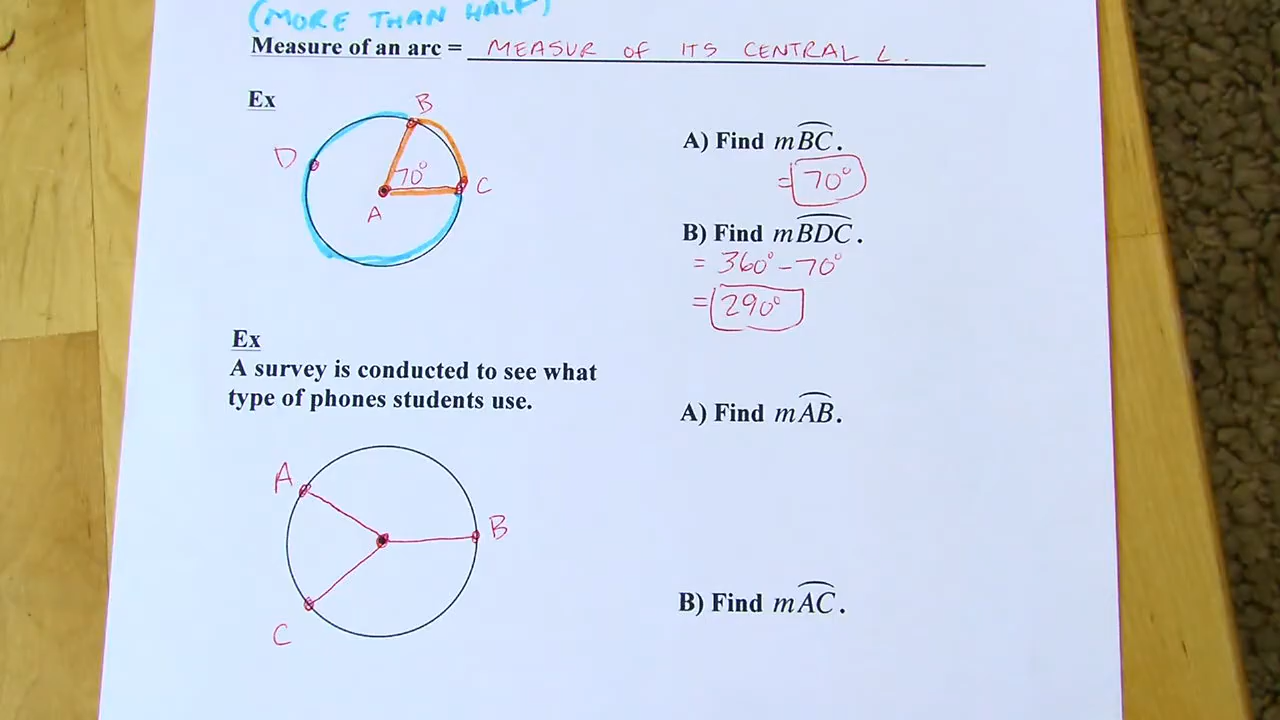 (MORE THAN HALF)
Measure of an arc = MEASUR OF ITS CENTRAL ∠.
Ex
B
D
70°
C
A
A) Find mBC.
= 70°
B) Find mBDC.
= 360° - 70°
= 290°
Ex
A survey is conducted to see what
type of phones students use.
A
B
C
A) Find mAB.
B) Find mAC.